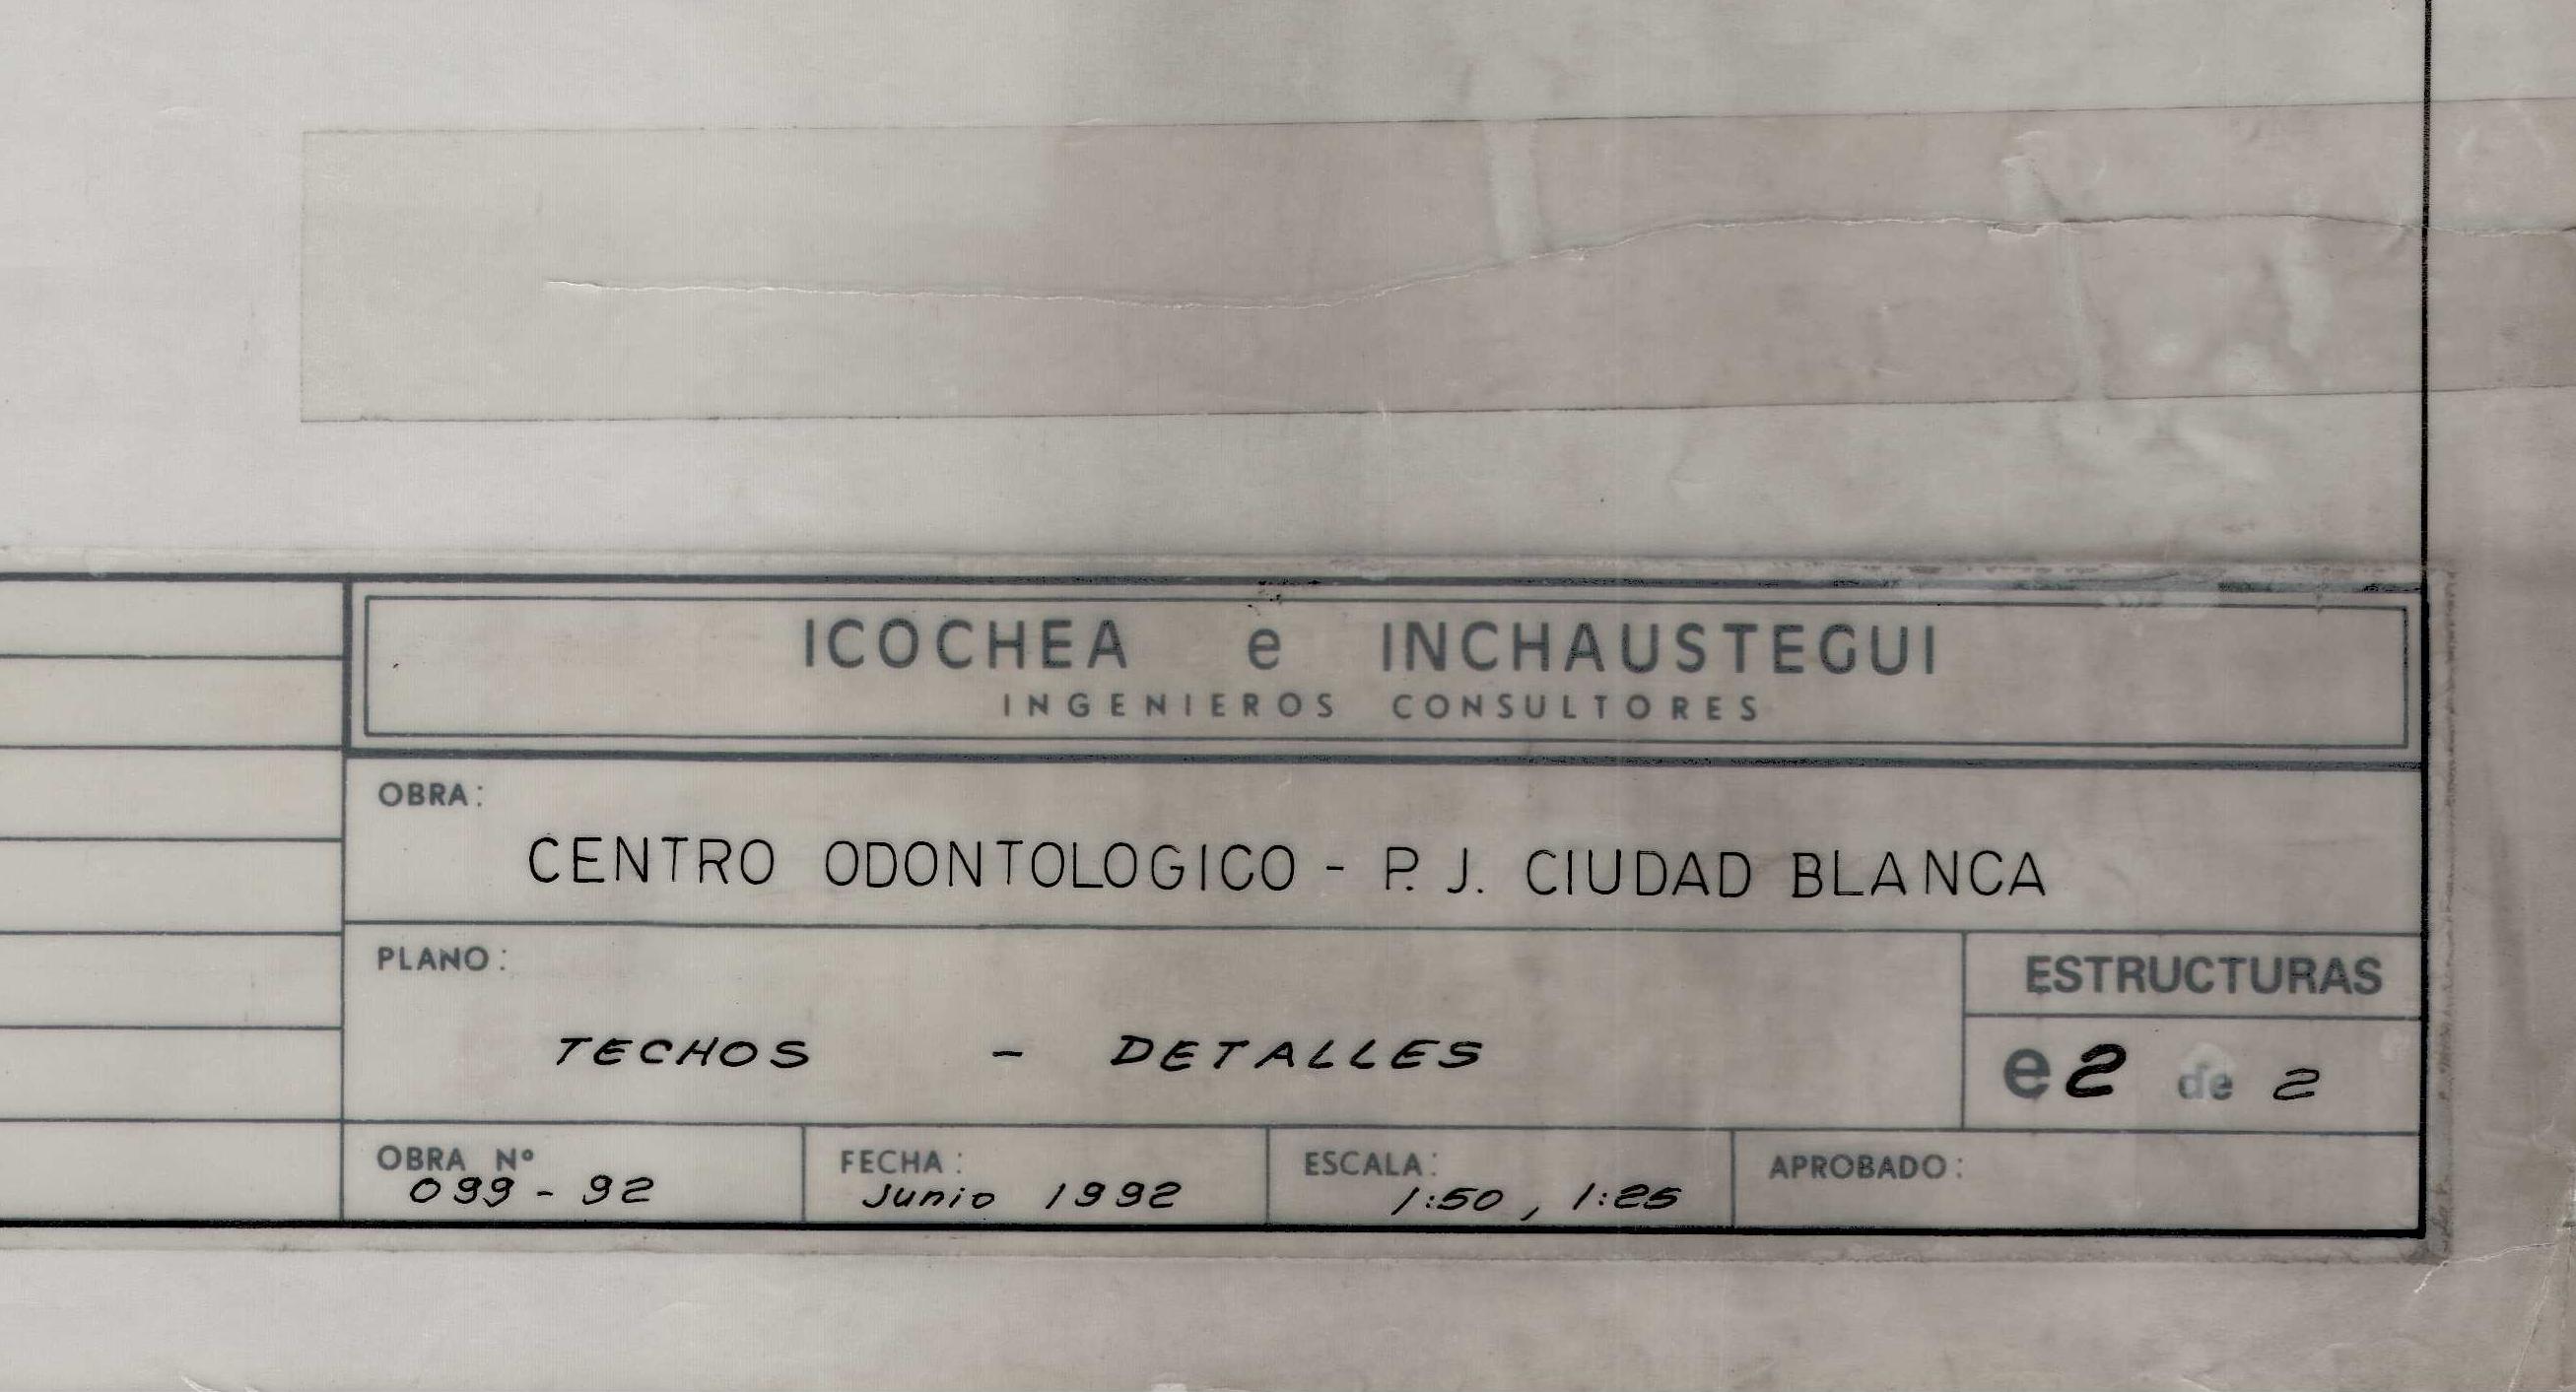 ICOCHEA e INCHAUSTEGUI
INGENIEROS CONSULTORES
OBRA:
CENTRO ODONTOLOGICO - P. J. CIUDAD BLANCA
PLANO:
TECHOS - DETALLES
ESTRUCTURAS
e2 de 2
OBRA Nº
099 - 92
FECHA:
Junio 1992
ESCALA:
1:50, 1:25
APROBADO: